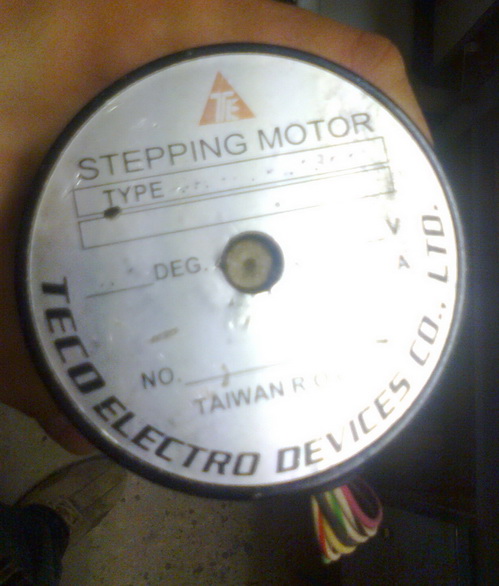 TE
STEPPING MOTOR
TYPE
V
DEG.
A
NO.
TAIWAN R.O.
TECO ELECTRO DEVICES CO., LTD.